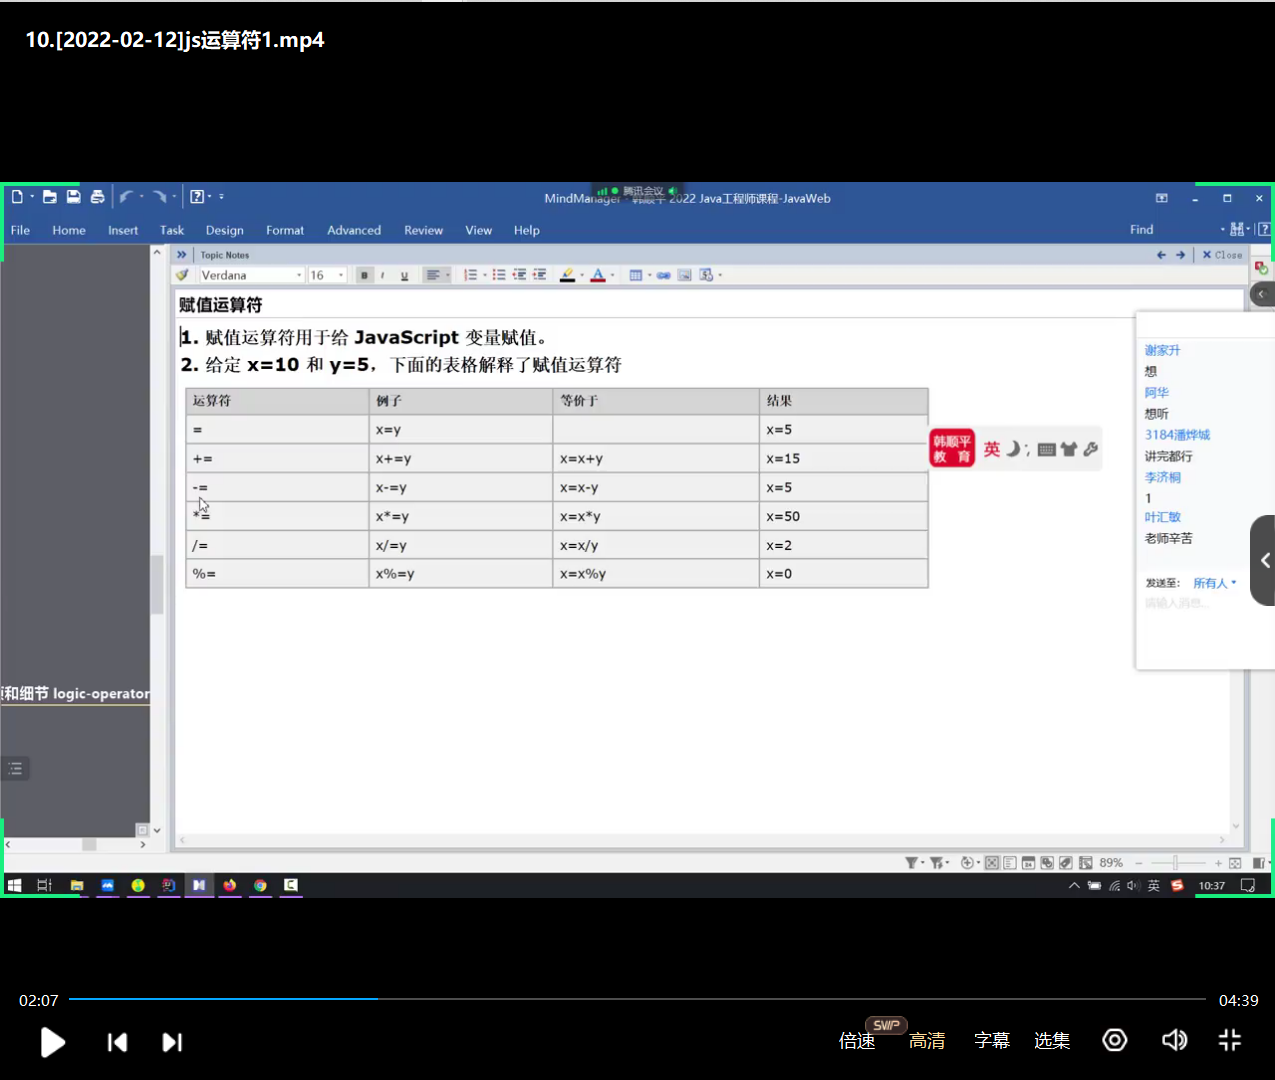 10.[2022-02-12]js运算符1.mp4
腾讯会议
MindManager - 韩顺平 2022 Java工程师课程-JavaWeb
File Home Insert Task Design Format Advanced Review View Help Find
Topic Notes
Close
Verdana 16 B I U
赋值运算符
1. 赋值运算符用于给 JavaScript 变量赋值。
2. 给定 x=10 和 y=5，下面的表格解释了赋值运算符
运算符 例子 等价于 结果
= x=y x=5
+= x+=y x=x+y x=15
-= x-=y x=x-y x=5
*= x*=y x=x*y x=50
/= x/=y x=x/y x=2
%= x%=y x=x%y x=0
韩顺平
教 育
英
谢家升
想
阿华
想听
3184潘烨城
讲完都行
李济桐
1
叶汇敏
老师辛苦
发送至： 所有人
请输入消息...
和细节 logic-operator
89%
英
10:37
02:07
04:39
SVIP
倍速 高清 字幕 选集